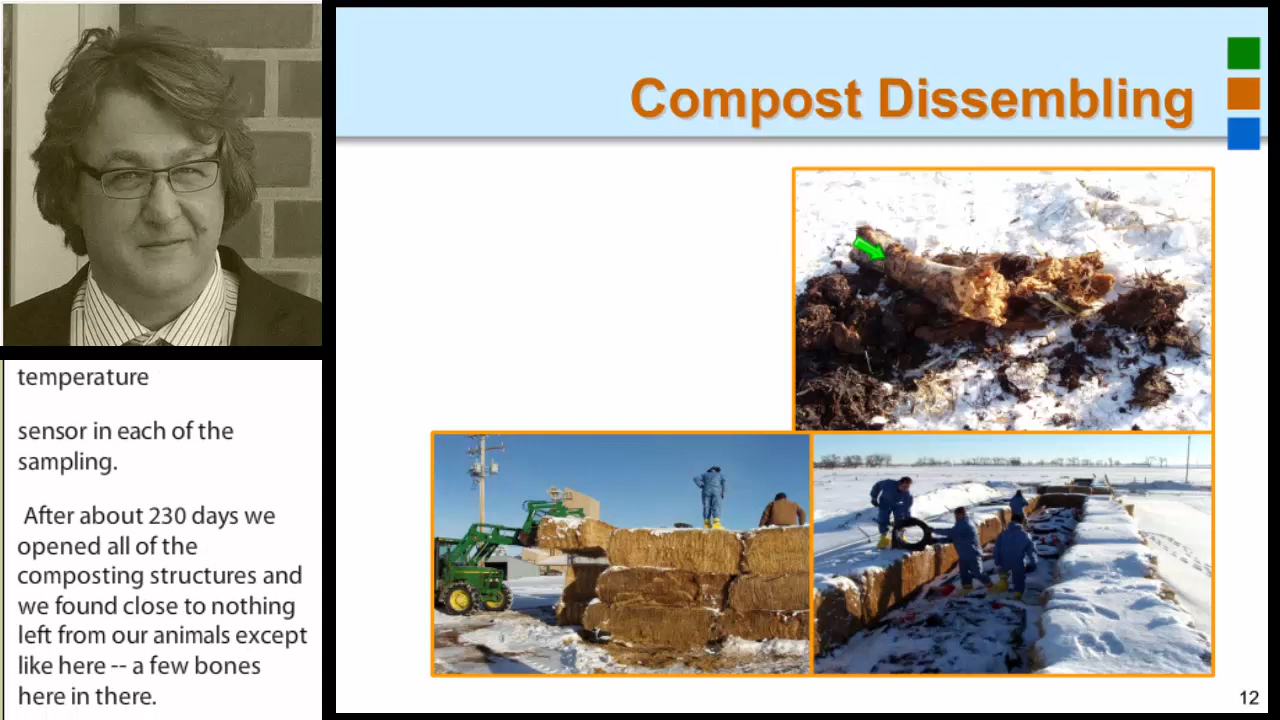 Compost Dissembling
temperature
sensor in each of the
sampling.
After about 230 days we
opened all of the
composting structures and
we found close to nothing
left from our animals except
like here -- a few bones
here in there.
12